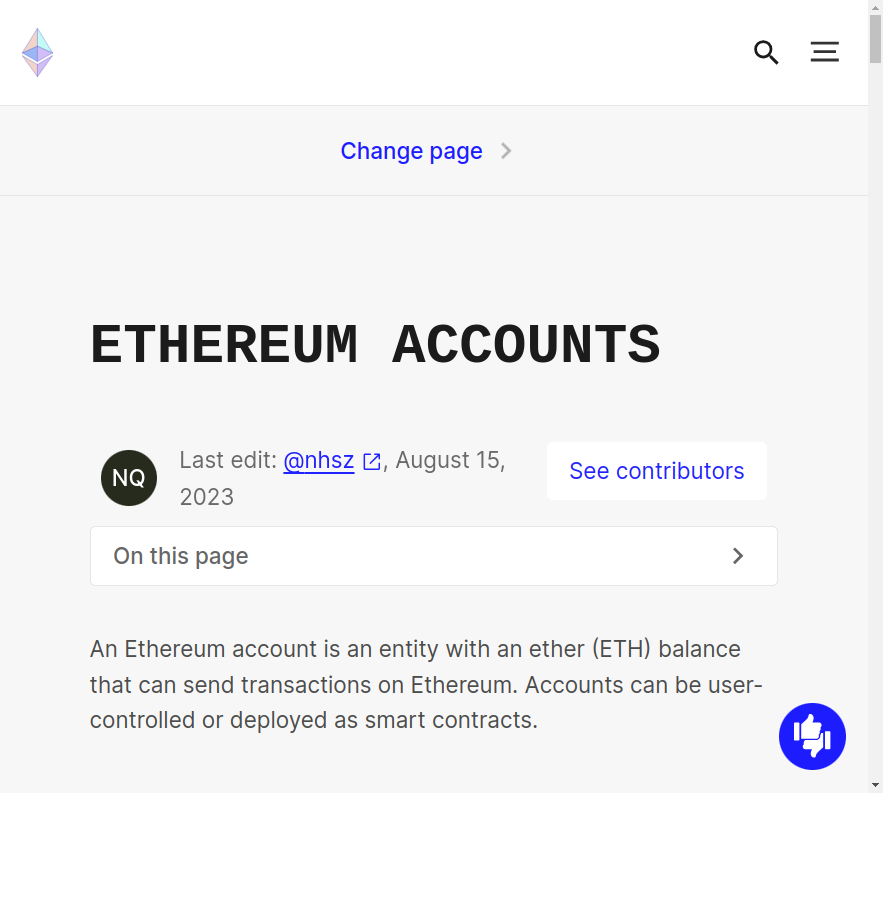 Change page
ETHEREUM ACCOUNTS
NQ
Last edit: @nhsz, August 15,
2023
See contributors
On this page
An Ethereum account is an entity with an ether (ETH) balance
that can send transactions on Ethereum. Accounts can be user-
controlled or deployed as smart contracts.